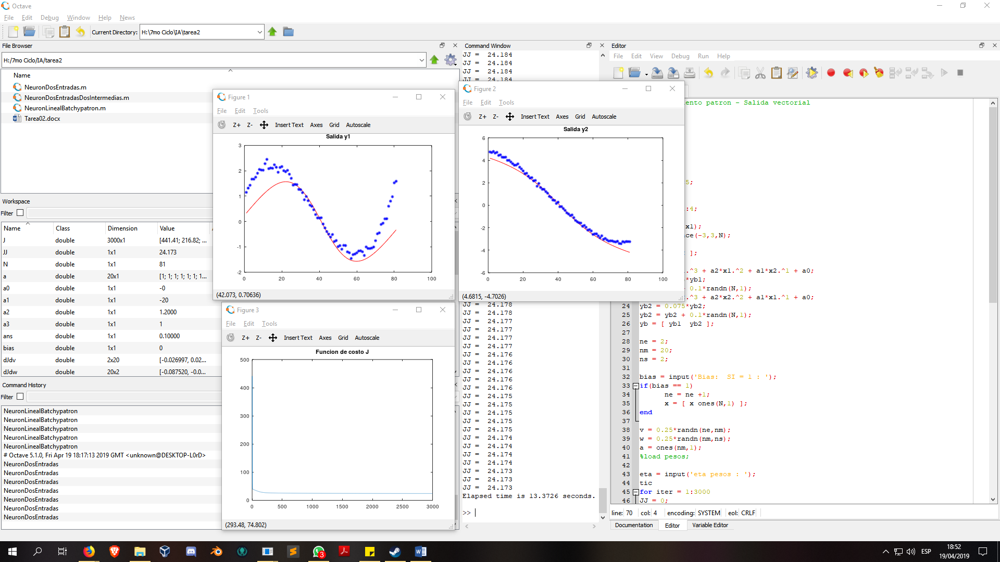 Octave
File Edit Debug Window Help News
Current Directory: H:\7mo Ciclo\IA\tarea2
File Browser
H:/7mo Ciclo/IA/tarea2
Name
NeuronDosEntradas.m
NeuronDosEntradasDosIntermedias.m
NeuronLinealBatchypatron.m
Tarea02.docx
Workspace
Filter
Name Class Dimension Value
J double 3000x1 [441.41; 216.82; ...
JJ double 1x1 24.173
N double 1x1 81
a double 20x1 [1; 1; 1; 1; 1; 1; 1...
a0 double 1x1 -0
a1 double 1x1 -20
a2 double 1x1 1.2000
a3 double 1x1 1
ans double 1x1 0.10000
bias double 1x1 0
dJdv double 2x20 [-0.026997, 0.02...
dJdw double 20x2 [-0.087520, -0.0...
Command History
Filter
NeuronLinealBatchypatron
NeuronLinealBatchypatron
NeuronLinealBatchypatron
NeuronLinealBatchypatron
NeuronLinealBatchypatron
# Octave 5.1.0, Fri Apr 19 18:17:13 2019 GMT <unknown@DESKTOP-L0rD>
NeuronDosEntradas
NeuronDosEntradas
NeuronDosEntradas
NeuronDosEntradas
NeuronDosEntradas
NeuronDosEntradas
NeuronDosEntradas
Figure 1
File Edit Tools
Z+ Z- Insert Text Axes Grid Autoscale
Salida y1
3
2
1
0
-1
-2
0 20 40 60 80 100
(42.073, 0.70636)
Figure 2
File Edit Tools
Z+ Z- Insert Text Axes Grid Autoscale
Salida y2
6
4
2
0
-2
-4
-6
0 20 40 60 80 100
(4.6815, -4.7026)
Figure 3
File Edit Tools
Z+ Z- Insert Text Axes Grid Autoscale
Funcion de costo J
500
400
300
200
100
0
0 500 1000 1500 2000 2500 3000
(293.48, 74.802)
Command Window
JJ = 24.184
JJ = 24.184
JJ = 24.184
JJ = 24.184
JJ = 24.178
JJ = 24.178
JJ = 24.177
JJ = 24.177
JJ = 24.177
JJ = 24.177
JJ = 24.176
JJ = 24.176
JJ = 24.176
JJ = 24.176
JJ = 24.176
JJ = 24.175
JJ = 24.175
JJ = 24.175
JJ = 24.175
JJ = 24.175
JJ = 24.174
JJ = 24.174
JJ = 24.174
JJ = 24.174
JJ = 24.173
JJ = 24.173
JJ = 24.173
Elapsed time is 13.3726 seconds.
>>
Editor
File Edit View Debug Run Help
ento patron - Salida vectorial
5;
:4;
x1);
ce(-3,3,N);
];
.^3 + a2*x1.^2 + a1*x2.^1 + a0;
*yb1;
0.1*randn(N,1);
.^3 + a2*x2.^2 + a1*x1.^1 + a0;
24 yb2 = 0.075*yb2;
25 yb2 = yb2 + 0.1*randn(N,1);
26 yb = [ yb1 yb2 ];
27
28 ne = 2;
29 nm = 20;
30 ns = 2;
31
32 bias = input('Bias: SI = 1 : ');
33 if(bias == 1)
34 ne = ne +1;
35 x = [ x ones(N,1) ];
36 end
37
38 v = 0.25*randn(ne,nm);
39 w = 0.25*randn(nm,ns);
40 a = ones(nm,1);
41 %load pesos;
42
43 eta = input('eta pesos : ');
44 tic
45 for iter = 1:3000
46 JJ = 0;
line: 70 col: 4 encoding: SYSTEM eol: CRLF
Documentation Editor Variable Editor
3
ESP
18:52
19/04/2019